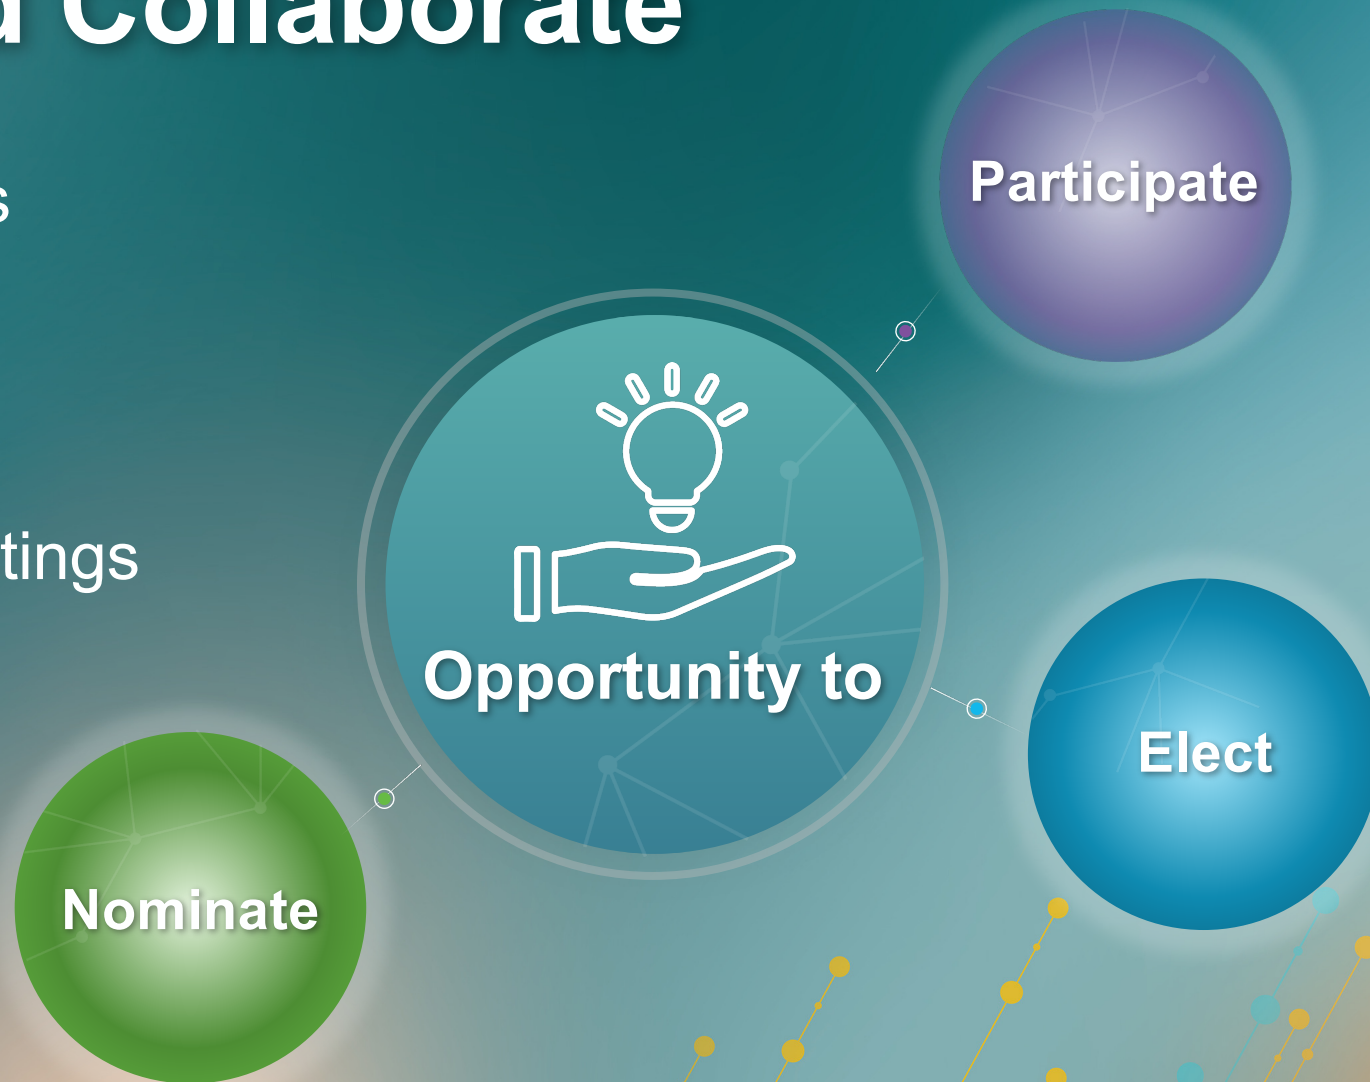 d Collaborate
Participate
s
tings
Opportunity to
Elect
Nominate